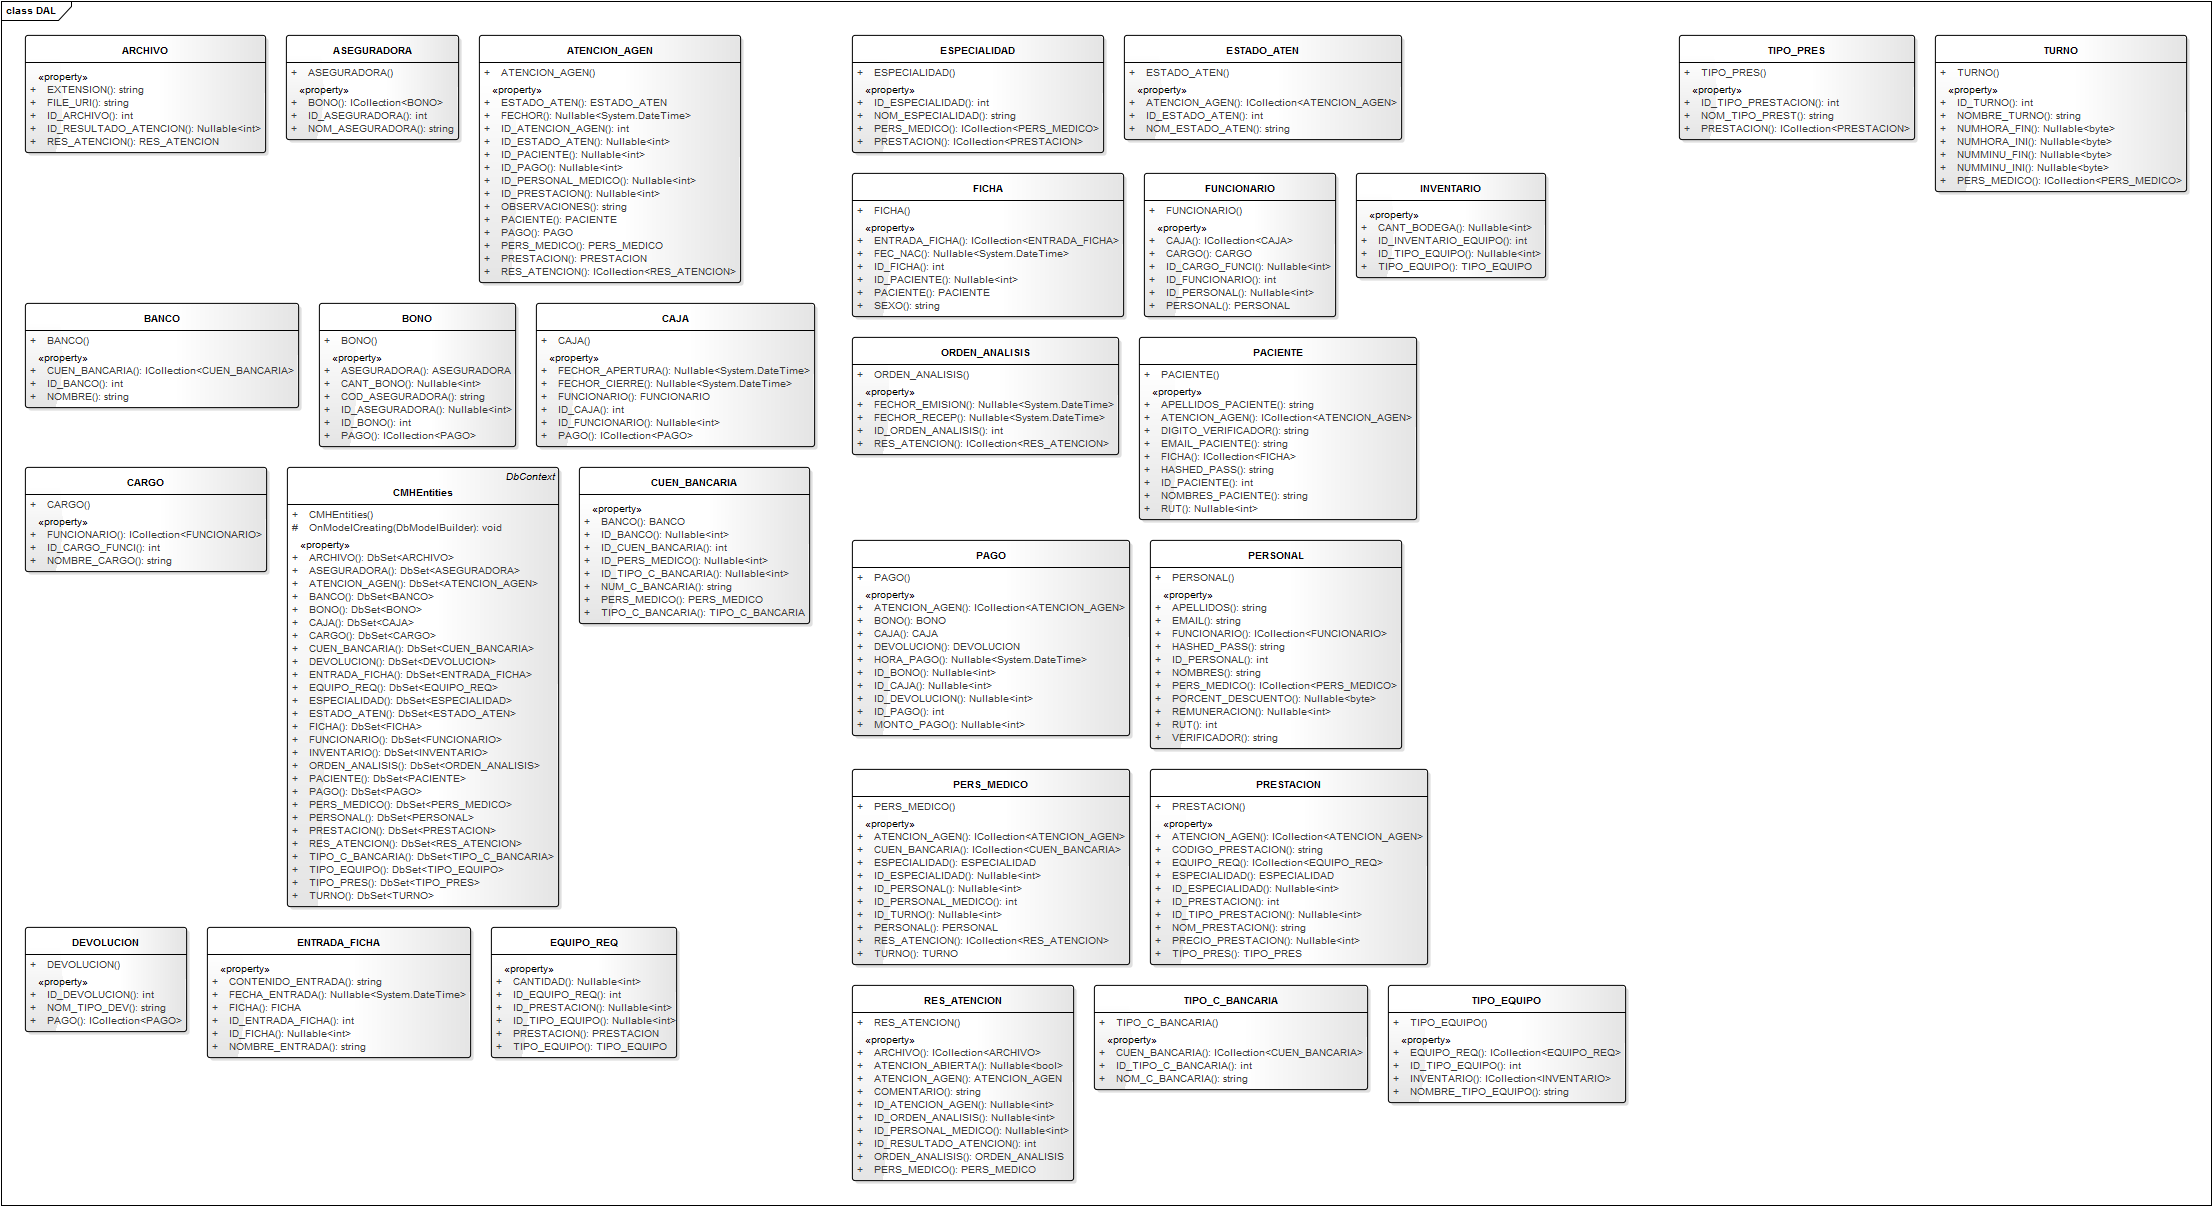 class DAL
ARCHIVO
«property»
+ EXTENSION(): string
+ FILE_URI(): string
+ ID_ARCHIVO(): int
+ ID_RESULTADO_ATENCION(): Nullable<int>
+ RES_ATENCION(): RES_ATENCION
ASEGURADORA
+ ASEGURADORA()
«property»
+ BONO(): ICollection<BONO>
+ ID_ASEGURADORA(): int
+ NOM_ASEGURADORA(): string
ATENCION_AGEN
+ ATENCION_AGEN()
«property»
+ ESTADO_ATEN(): ESTADO_ATEN
+ FECHOR(): Nullable<System.DateTime>
+ ID_ATENCION_AGEN(): int
+ ID_ESTADO_ATEN(): Nullable<int>
+ ID_PACIENTE(): Nullable<int>
+ ID_PAGO(): Nullable<int>
+ ID_PERSONAL_MEDICO(): Nullable<int>
+ ID_PRESTACION(): Nullable<int>
+ OBSERVACIONES(): string
+ PACIENTE(): PACIENTE
+ PAGO(): PAGO
+ PERS_MEDICO(): PERS_MEDICO
+ PRESTACION(): PRESTACION
+ RES_ATENCION(): ICollection<RES_ATENCION>
ESPECIALIDAD
+ ESPECIALIDAD()
«property»
+ ID_ESPECIALIDAD(): int
+ NOM_ESPECIALIDAD(): string
+ PERS_MEDICO(): ICollection<PERS_MEDICO>
+ PRESTACION(): ICollection<PRESTACION>
ESTADO_ATEN
+ ESTADO_ATEN()
«property»
+ ATENCION_AGEN(): ICollection<ATENCION_AGEN>
+ ID_ESTADO_ATEN(): int
+ NOM_ESTADO_ATEN(): string
TIPO_PRES
+ TIPO_PRES()
«property»
+ ID_TIPO_PRESTACION(): int
+ NOM_TIPO_PREST(): string
+ PRESTACION(): ICollection<PRESTACION>
TURNO
+ TURNO()
«property»
+ ID_TURNO(): int
+ NOMBRE_TURNO(): string
+ NUMHORA_FIN(): Nullable<byte>
+ NUMHORA_INI(): Nullable<byte>
+ NUMMINU_FIN(): Nullable<byte>
+ NUMMINU_INI(): Nullable<byte>
+ PERS_MEDICO(): ICollection<PERS_MEDICO>
FICHA
+ FICHA()
«property»
+ ENTRADA_FICHA(): ICollection<ENTRADA_FICHA>
+ FEC_NAC(): Nullable<System.DateTime>
+ ID_FICHA(): int
+ ID_PACIENTE(): Nullable<int>
+ PACIENTE(): PACIENTE
+ SEXO(): string
FUNCIONARIO
+ FUNCIONARIO()
«property»
+ CAJA(): ICollection<CAJA>
+ CARGO(): CARGO
+ ID_CARGO_FUNCI(): Nullable<int>
+ ID_FUNCIONARIO(): int
+ ID_PERSONAL(): Nullable<int>
+ PERSONAL(): PERSONAL
INVENTARIO
«property»
+ CANT_BODEGA(): Nullable<int>
+ ID_INVENTARIO_EQUIPO(): int
+ ID_TIPO_EQUIPO(): Nullable<int>
+ TIPO_EQUIPO(): TIPO_EQUIPO
BANCO
+ BANCO()
«property»
+ CUEN_BANCARIA(): ICollection<CUEN_BANCARIA>
+ ID_BANCO(): int
+ NOMBRE(): string
BONO
+ BONO()
«property»
+ ASEGURADORA(): ASEGURADORA
+ CANT_BONO(): Nullable<int>
+ COD_ASEGURADORA(): string
+ ID_ASEGURADORA(): Nullable<int>
+ ID_BONO(): int
+ PAGO(): ICollection<PAGO>
CAJA
+ CAJA()
«property»
+ FECHOR_APERTURA(): Nullable<System.DateTime>
+ FECHOR_CIERRE(): Nullable<System.DateTime>
+ FUNCIONARIO(): FUNCIONARIO
+ ID_CAJA(): int
+ ID_FUNCIONARIO(): Nullable<int>
+ PAGO(): ICollection<PAGO>
ORDEN_ANALISIS
+ ORDEN_ANALISIS()
«property»
+ FECHOR_EMISION(): Nullable<System.DateTime>
+ FECHOR_RECEP(): Nullable<System.DateTime>
+ ID_ORDEN_ANALISIS(): int
+ RES_ATENCION(): ICollection<RES_ATENCION>
PACIENTE
+ PACIENTE()
«property»
+ APELLIDOS_PACIENTE(): string
+ ATENCION_AGEN(): ICollection<ATENCION_AGEN>
+ DIGITO_VERIFICADOR(): string
+ EMAIL_PACIENTE(): string
+ FICHA(): ICollection<FICHA>
+ HASHED_PASS(): string
+ ID_PACIENTE(): int
+ NOMBRES_PACIENTE(): string
+ RUT(): Nullable<int>
CARGO
+ CARGO()
«property»
+ FUNCIONARIO(): ICollection<FUNCIONARIO>
+ ID_CARGO_FUNCI(): int
+ NOMBRE_CARGO(): string
DbContext
CMHEntities
+ CMHEntities()
# OnModelCreating(DbModelBuilder): void
«property»
+ ARCHIVO(): DbSet<ARCHIVO>
+ ASEGURADORA(): DbSet<ASEGURADORA>
+ ATENCION_AGEN(): DbSet<ATENCION_AGEN>
+ BANCO(): DbSet<BANCO>
+ BONO(): DbSet<BONO>
+ CAJA(): DbSet<CAJA>
+ CARGO(): DbSet<CARGO>
+ CUEN_BANCARIA(): DbSet<CUEN_BANCARIA>
+ DEVOLUCION(): DbSet<DEVOLUCION>
+ ENTRADA_FICHA(): DbSet<ENTRADA_FICHA>
+ EQUIPO_REQ(): DbSet<EQUIPO_REQ>
+ ESPECIALIDAD(): DbSet<ESPECIALIDAD>
+ ESTADO_ATEN(): DbSet<ESTADO_ATEN>
+ FICHA(): DbSet<FICHA>
+ FUNCIONARIO(): DbSet<FUNCIONARIO>
+ INVENTARIO(): DbSet<INVENTARIO>
+ ORDEN_ANALISIS(): DbSet<ORDEN_ANALISIS>
+ PACIENTE(): DbSet<PACIENTE>
+ PAGO(): DbSet<PAGO>
+ PERS_MEDICO(): DbSet<PERS_MEDICO>
+ PERSONAL(): DbSet<PERSONAL>
+ PRESTACION(): DbSet<PRESTACION>
+ RES_ATENCION(): DbSet<RES_ATENCION>
+ TIPO_C_BANCARIA(): DbSet<TIPO_C_BANCARIA>
+ TIPO_EQUIPO(): DbSet<TIPO_EQUIPO>
+ TIPO_PRES(): DbSet<TIPO_PRES>
+ TURNO(): DbSet<TURNO>
CUEN_BANCARIA
«property»
+ BANCO(): BANCO
+ ID_BANCO(): Nullable<int>
+ ID_CUEN_BANCARIA(): int
+ ID_PERS_MEDICO(): Nullable<int>
+ ID_TIPO_C_BANCARIA(): Nullable<int>
+ NUM_C_BANCARIA(): string
+ PERS_MEDICO(): PERS_MEDICO
+ TIPO_C_BANCARIA(): TIPO_C_BANCARIA
PAGO
+ PAGO()
«property»
+ ATENCION_AGEN(): ICollection<ATENCION_AGEN>
+ BONO(): BONO
+ CAJA(): CAJA
+ DEVOLUCION(): DEVOLUCION
+ HORA_PAGO(): Nullable<System.DateTime>
+ ID_BONO(): Nullable<int>
+ ID_CAJA(): Nullable<int>
+ ID_DEVOLUCION(): Nullable<int>
+ ID_PAGO(): int
+ MONTO_PAGO(): Nullable<int>
PERSONAL
+ PERSONAL()
«property»
+ APELLIDOS(): string
+ EMAIL(): string
+ FUNCIONARIO(): ICollection<FUNCIONARIO>
+ HASHED_PASS(): string
+ ID_PERSONAL(): int
+ NOMBRES(): string
+ PERS_MEDICO(): ICollection<PERS_MEDICO>
+ PORCENT_DESCUENTO(): Nullable<byte>
+ REMUNERACION(): Nullable<int>
+ RUT(): int
+ VERIFICADOR(): string
PERS_MEDICO
+ PERS_MEDICO()
«property»
+ ATENCION_AGEN(): ICollection<ATENCION_AGEN>
+ CUEN_BANCARIA(): ICollection<CUEN_BANCARIA>
+ ESPECIALIDAD(): ESPECIALIDAD
+ ID_ESPECIALIDAD(): Nullable<int>
+ ID_PERSONAL(): Nullable<int>
+ ID_PERSONAL_MEDICO(): int
+ ID_TURNO(): Nullable<int>
+ PERSONAL(): PERSONAL
+ RES_ATENCION(): ICollection<RES_ATENCION>
+ TURNO(): TURNO
PRESTACION
+ PRESTACION()
«property»
+ ATENCION_AGEN(): ICollection<ATENCION_AGEN>
+ CODIGO_PRESTACION(): string
+ EQUIPO_REQ(): ICollection<EQUIPO_REQ>
+ ESPECIALIDAD(): ESPECIALIDAD
+ ID_ESPECIALIDAD(): Nullable<int>
+ ID_PRESTACION(): int
+ ID_TIPO_PRESTACION(): Nullable<int>
+ NOM_PRESTACION(): string
+ PRECIO_PRESTACION(): Nullable<int>
+ TIPO_PRES(): TIPO_PRES
DEVOLUCION
+ DEVOLUCION()
«property»
+ ID_DEVOLUCION(): int
+ NOM_TIPO_DEV(): string
+ PAGO(): ICollection<PAGO>
ENTRADA_FICHA
«property»
+ CONTENIDO_ENTRADA(): string
+ FECHA_ENTRADA(): Nullable<System.DateTime>
+ FICHA(): FICHA
+ ID_ENTRADA_FICHA(): int
+ ID_FICHA(): Nullable<int>
+ NOMBRE_ENTRADA(): string
EQUIPO_REQ
«property»
+ CANTIDAD(): Nullable<int>
+ ID_EQUIPO_REQ(): int
+ ID_PRESTACION(): Nullable<int>
+ ID_TIPO_EQUIPO(): Nullable<int>
+ PRESTACION(): PRESTACION
+ TIPO_EQUIPO(): TIPO_EQUIPO
RES_ATENCION
+ RES_ATENCION()
«property»
+ ARCHIVO(): ICollection<ARCHIVO>
+ ATENCION_ABIERTA(): Nullable<bool>
+ ATENCION_AGEN(): ATENCION_AGEN
+ COMENTARIO(): string
+ ID_ATENCION_AGEN(): Nullable<int>
+ ID_ORDEN_ANALISIS(): Nullable<int>
+ ID_PERSONAL_MEDICO(): Nullable<int>
+ ID_RESULTADO_ATENCION(): int
+ ORDEN_ANALISIS(): ORDEN_ANALISIS
+ PERS_MEDICO(): PERS_MEDICO
TIPO_C_BANCARIA
+ TIPO_C_BANCARIA()
«property»
+ CUEN_BANCARIA(): ICollection<CUEN_BANCARIA>
+ ID_TIPO_C_BANCARIA(): int
+ NOM_C_BANCARIA(): string
TIPO_EQUIPO
+ TIPO_EQUIPO()
«property»
+ EQUIPO_REQ(): ICollection<EQUIPO_REQ>
+ ID_TIPO_EQUIPO(): int
+ INVENTARIO(): ICollection<INVENTARIO>
+ NOMBRE_TIPO_EQUIPO(): string